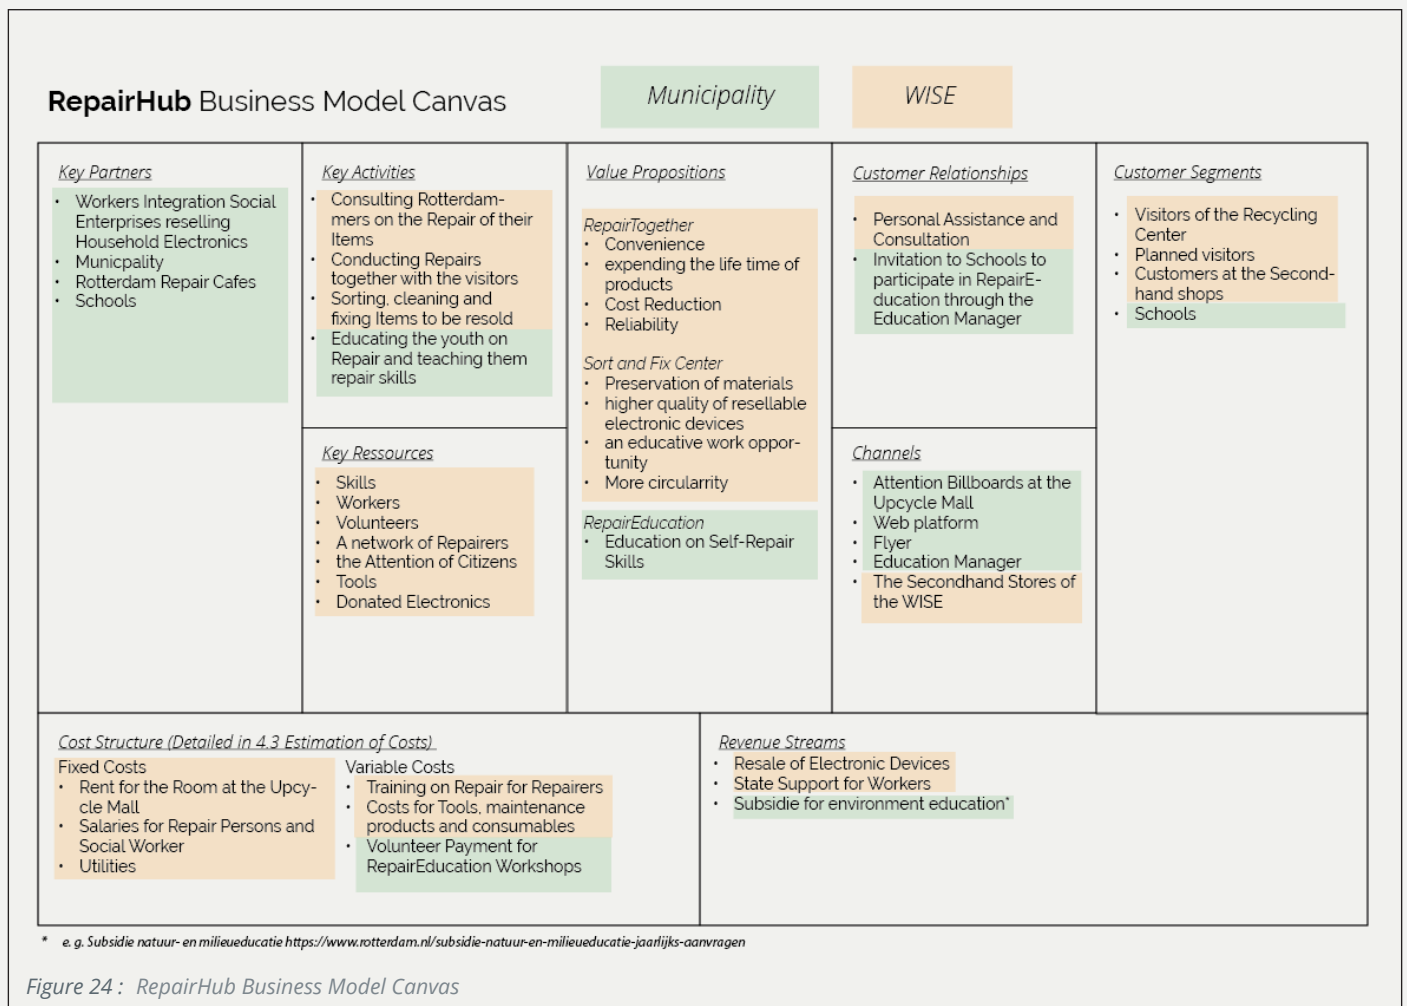 RepairHub Business Model Canvas
Municipality
WISE
Key Partners
• Workers Integration Social
Enterprises reselling
Household Electronics
• Municpality
• Rotterdam Repair Cafes
• Schools
Key Activities
• Consulting Rotterdam-
mers on the Repair of their
Items
• Conducting Repairs
together with the visitors
• Sorting, cleaning and
fixing Items to be resold
• Educating the youth on
Repair and teaching them
repair skills
Key Ressources
• Skills
• Workers
• Volunteers
• A network of Repairers
• the Attention of Citizens
• Tools
• Donated Electronics
Value Propositions
RepairTogether
• Convenience
• expending the life time of
products
• Cost Reduction
• Reliability
Sort and Fix Center
• Preservation of materials
• higher quality of resellable
electronic devices
• an educative work oppor-
tunity
• More circularrity
RepairEducation
• Education on Self-Repair
Skills
Customer Relationships
• Personal Assistance and
Consultation
• Invitation to Schools to
participate in RepairE-
ducation through the
Education Manager
Channels
• Attention Billboards at the
Upcycle Mall
• Web platform
• Flyer
• Education Manager
• The Secondhand Stores of
the WISE
Customer Segments
• Visitors of the Recycling
Center
• Planned visitors
• Customers at the Second-
hand shops
• Schools
Cost Structure (Detailed in 4.3 Estimation of Costs)
Fixed Costs
• Rent for the Room at the Upcy-
cle Mall
• Salaries for Repair Persons and
Social Worker
• Utilities
Variable Costs
• Training on Repair for Repairers
• Costs for Tools, maintenance
products and consumables
• Volunteer Payment for
RepairEducation Workshops
Revenue Streams
• Resale of Electronic Devices
• State Support for Workers
• Subsidie for environment education*
* e. g. Subsidie natuur- en milieueducatie https://www.rotterdam.nl/subsidie-natuur-en-milieueducatie-jaarlijks-aanvragen
Figure 24 : RepairHub Business Model Canvas